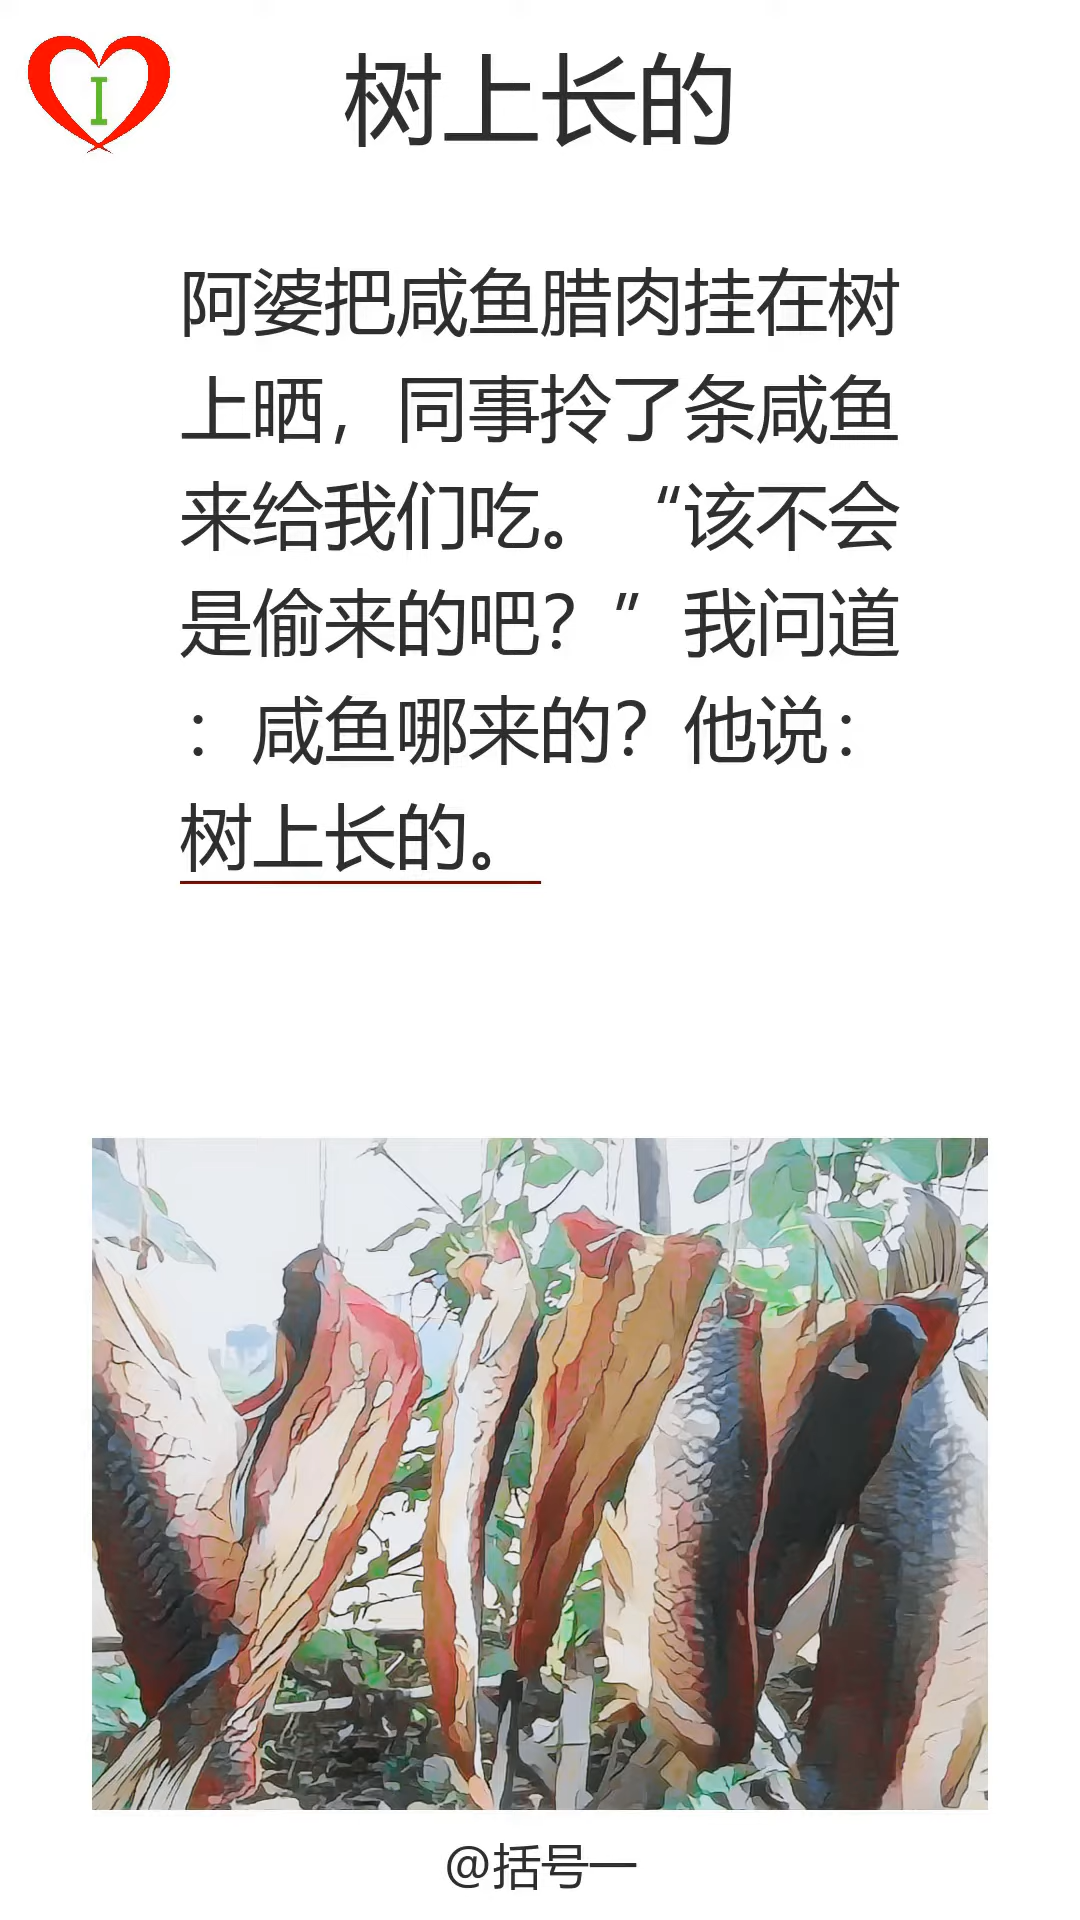 I
树上长的
阿婆把咸鱼腊肉挂在树
上晒，同事拎了条咸鱼
来给我们吃。“该不会
是偷来的吧？”我问道
：咸鱼哪来的？他说：
树上长的。
@括号一